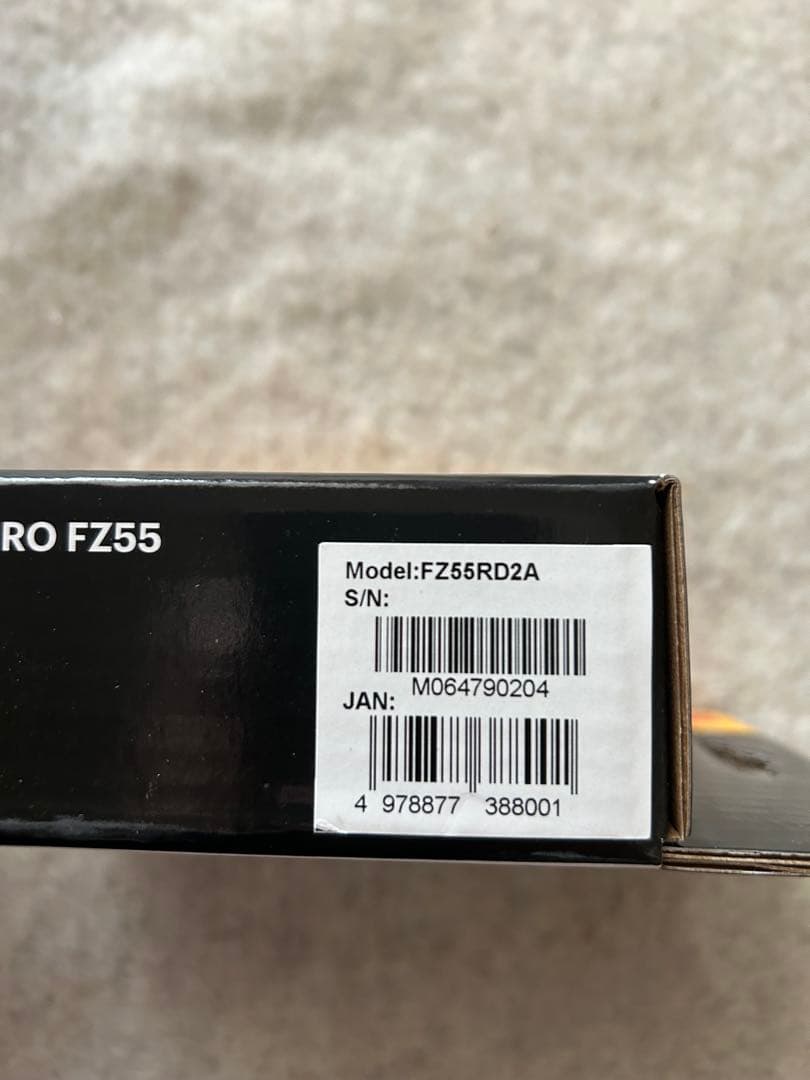 RO FZ55
Model:FZ55RD2A
S/N:
M064790204
JAN:
4 978877 388001